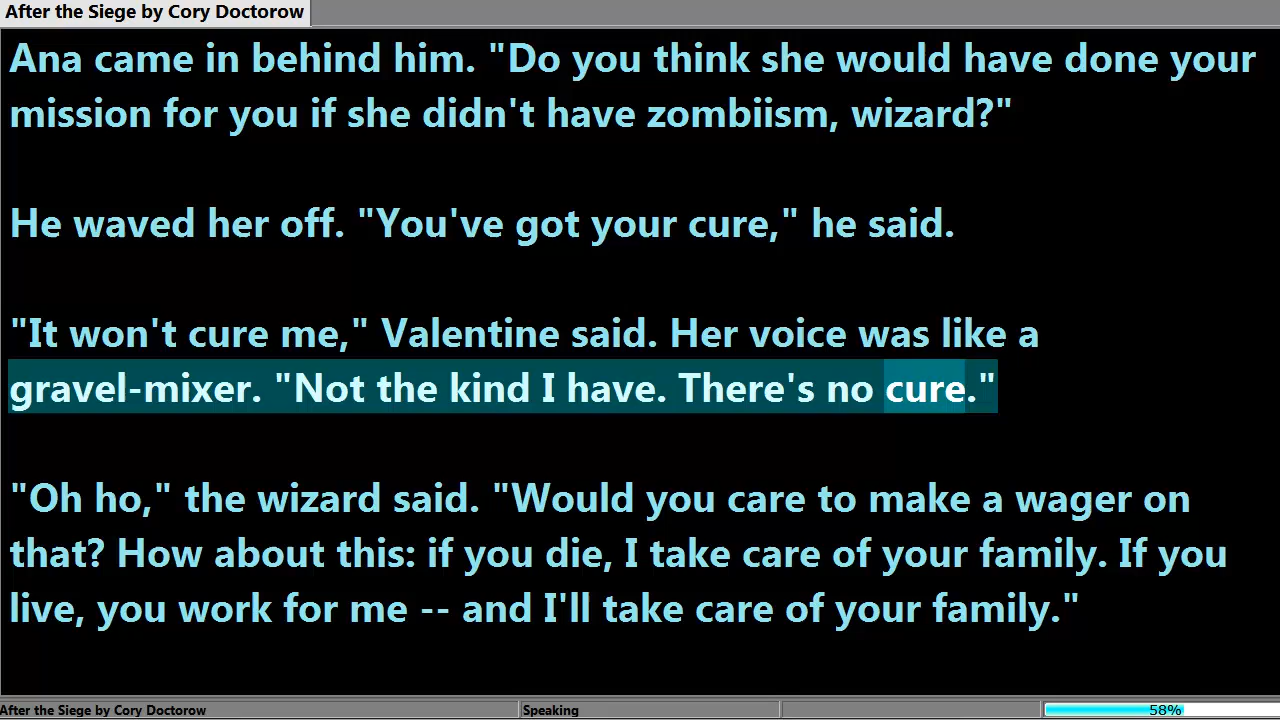 After the Siege by Cory Doctorow
Ana came in behind him. "Do you think she would have done your
mission for you if she didn't have zombiism, wizard?"
He waved her off. "You've got your cure," he said.
"It won't cure me," Valentine said. Her voice was like a
gravel-mixer. "Not the kind I have. There's no cure."
"Oh ho," the wizard said. "Would you care to make a wager on
that? How about this: if you die, I take care of your family. If you
live, you work for me -- and I'll take care of your family."
After the Siege by Cory Doctorow
Speaking
58%